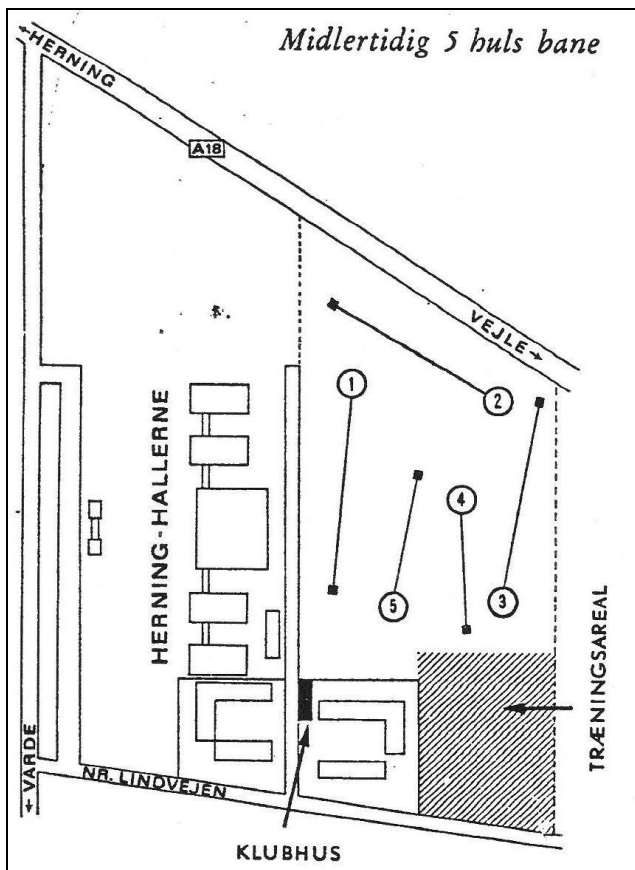 Midlertidig 5 huls bane
←HERNING
A18
VEJLE→
1
2
3
4
5
HERNING-HALLERNE
TRÆNINGSAREAL
←VARDE
NR. LINDVEJEN
KLUBHUS